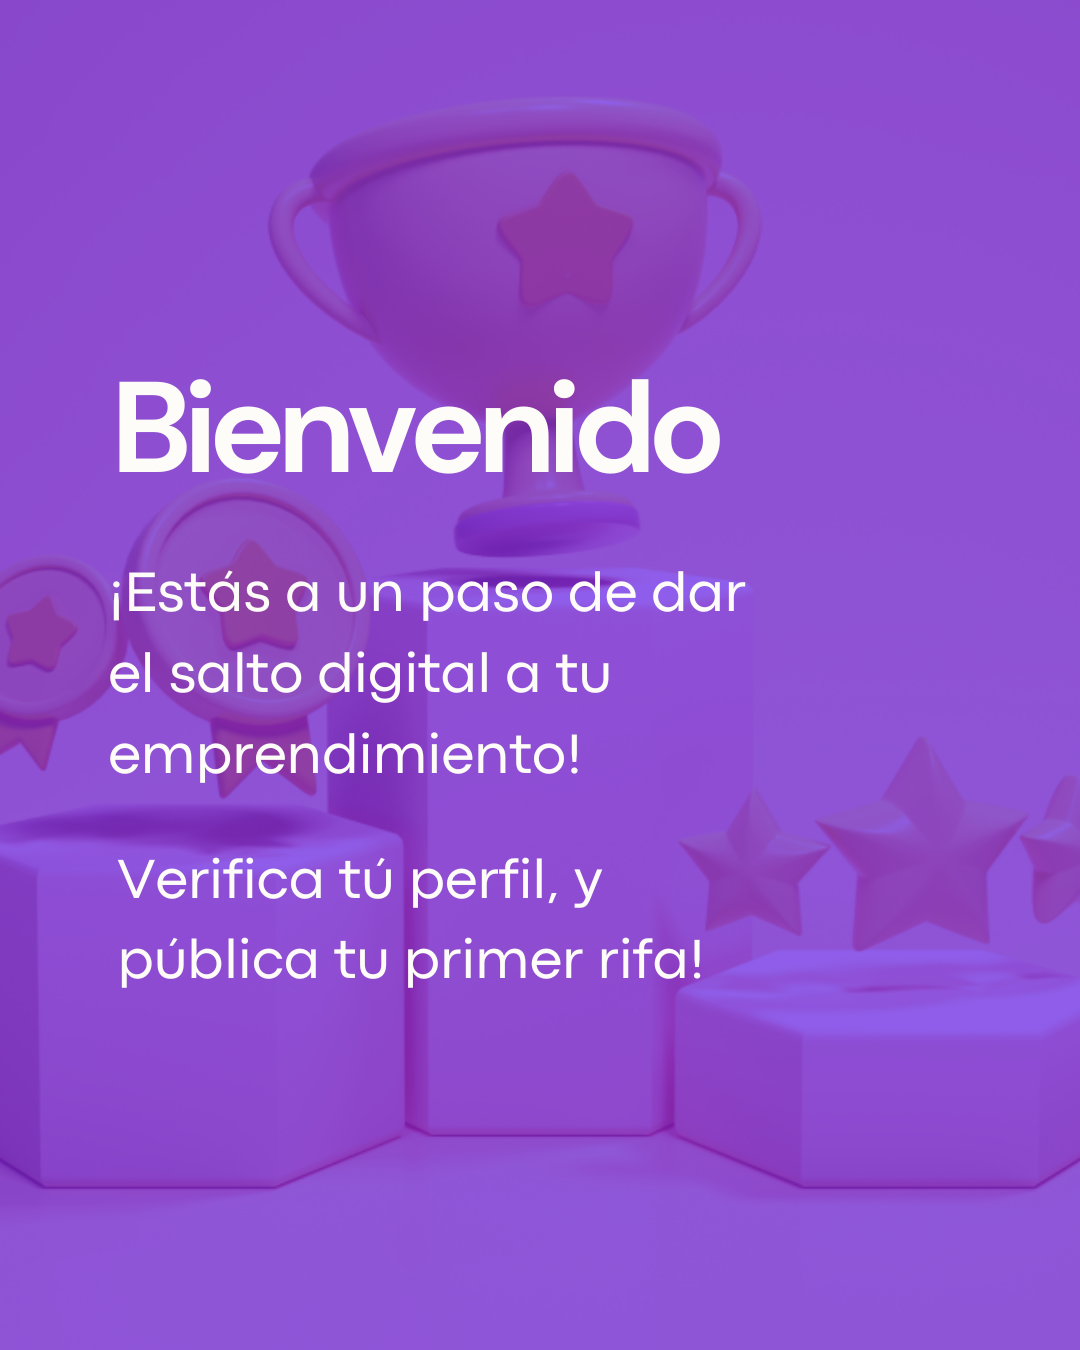 Bienvenido
¡Estás a un paso de dar
el salto digital a tu
emprendimiento!
Verifica tú perfil, y
pública tu primer rifa!